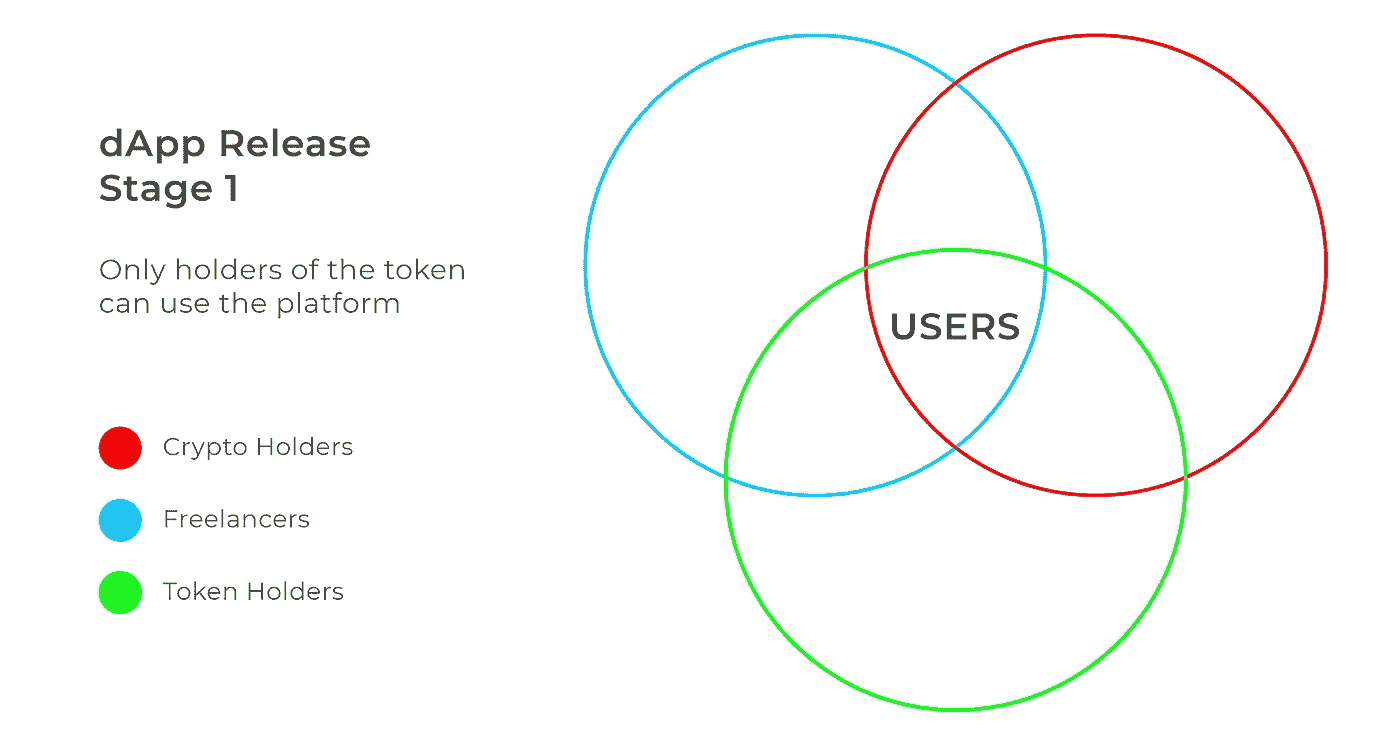 dApp Release
Stage 1
Only holders of the token
can use the platform
Crypto Holders
Freelancers
Token Holders
USERS